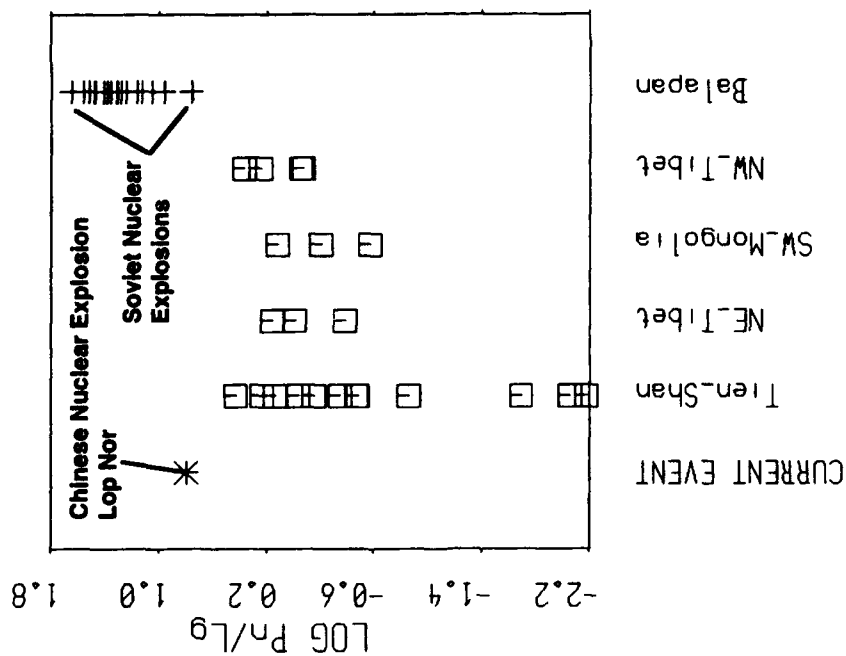 LOG Pn/Lg
-2.2 -1.4 -0.6 0.2 1.0 1.8
CURRENT EVENT
Tien_Shan
NE_Tibet
SW_Mongolia
NW_Tibet
Balapan
Chinese Nuclear Explosion
Lop Nor
Soviet Nuclear
Explosions